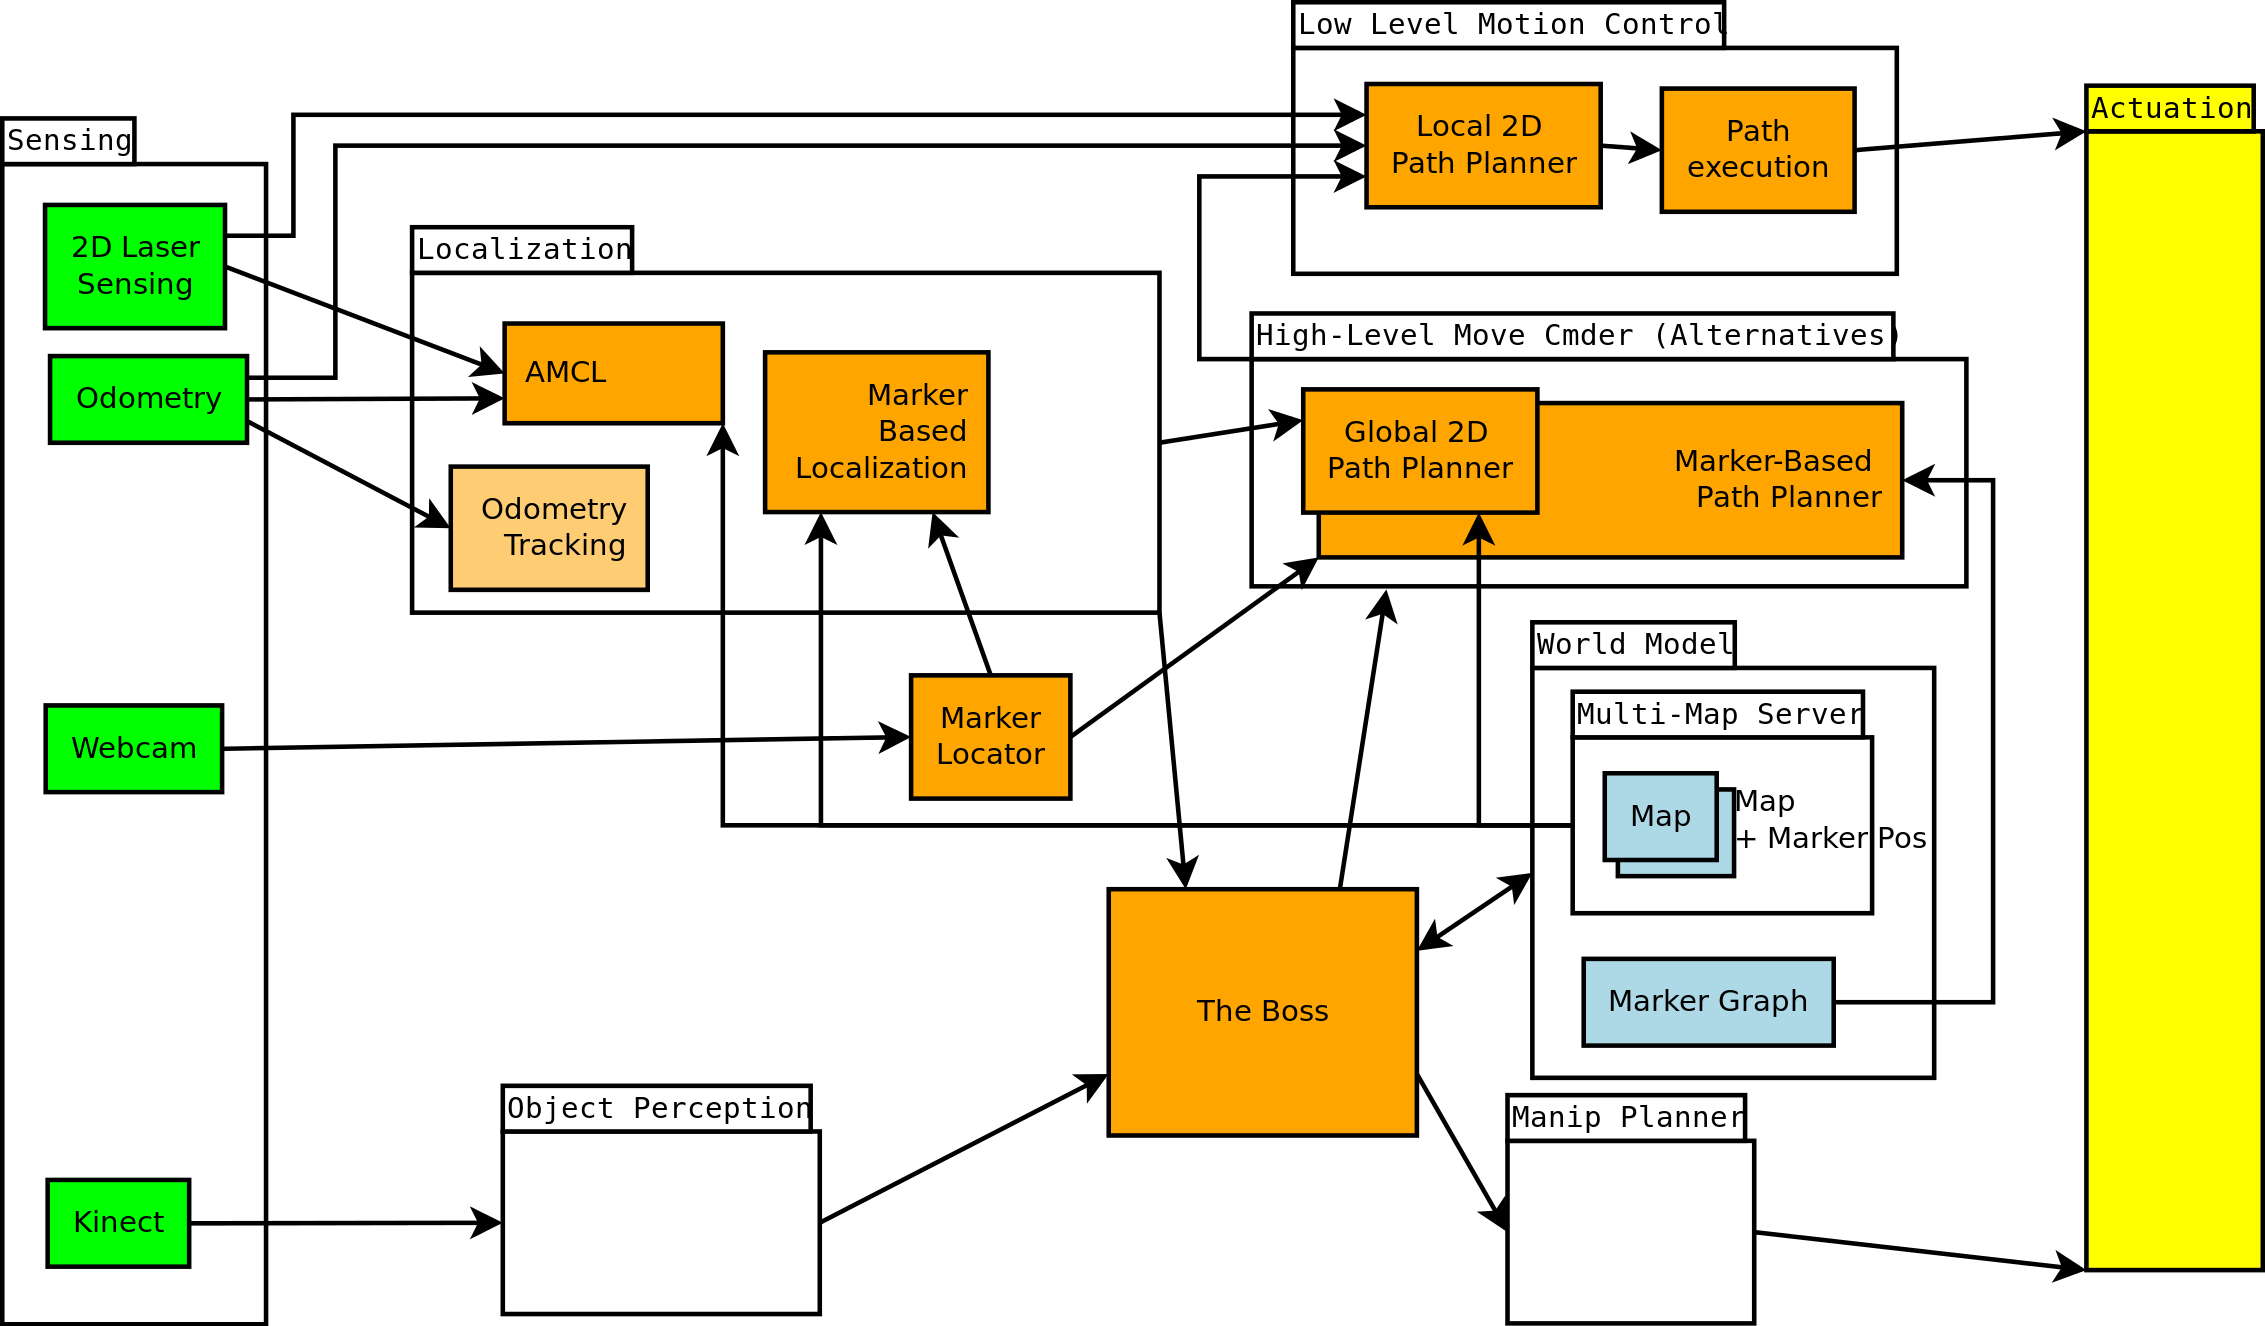 Low Level Motion Control
Local 2D
Path Planner
Path
execution
Actuation
Sensing
2D Laser
Sensing
Odometry
Webcam
Kinect
Localization
AMCL
Marker
Based
Localization
Odometry
Tracking
High-Level Move Cmder (Alternatives)
Global 2D
Path Planner
Marker-Based
Path Planner
Marker
Locator
World Model
Multi-Map Server
Map
Map
+ Marker Pos
Marker Graph
The Boss
Object Perception
Manip Planner